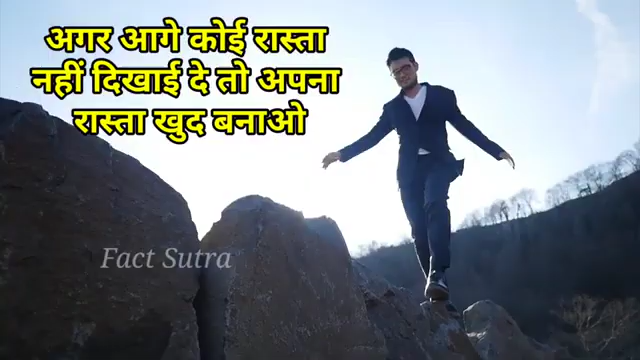 अगर आगे कोई रास्ता
नहीं दिखाई दे तो अपना
रास्ता खुद बनाओ
Fact Sutra